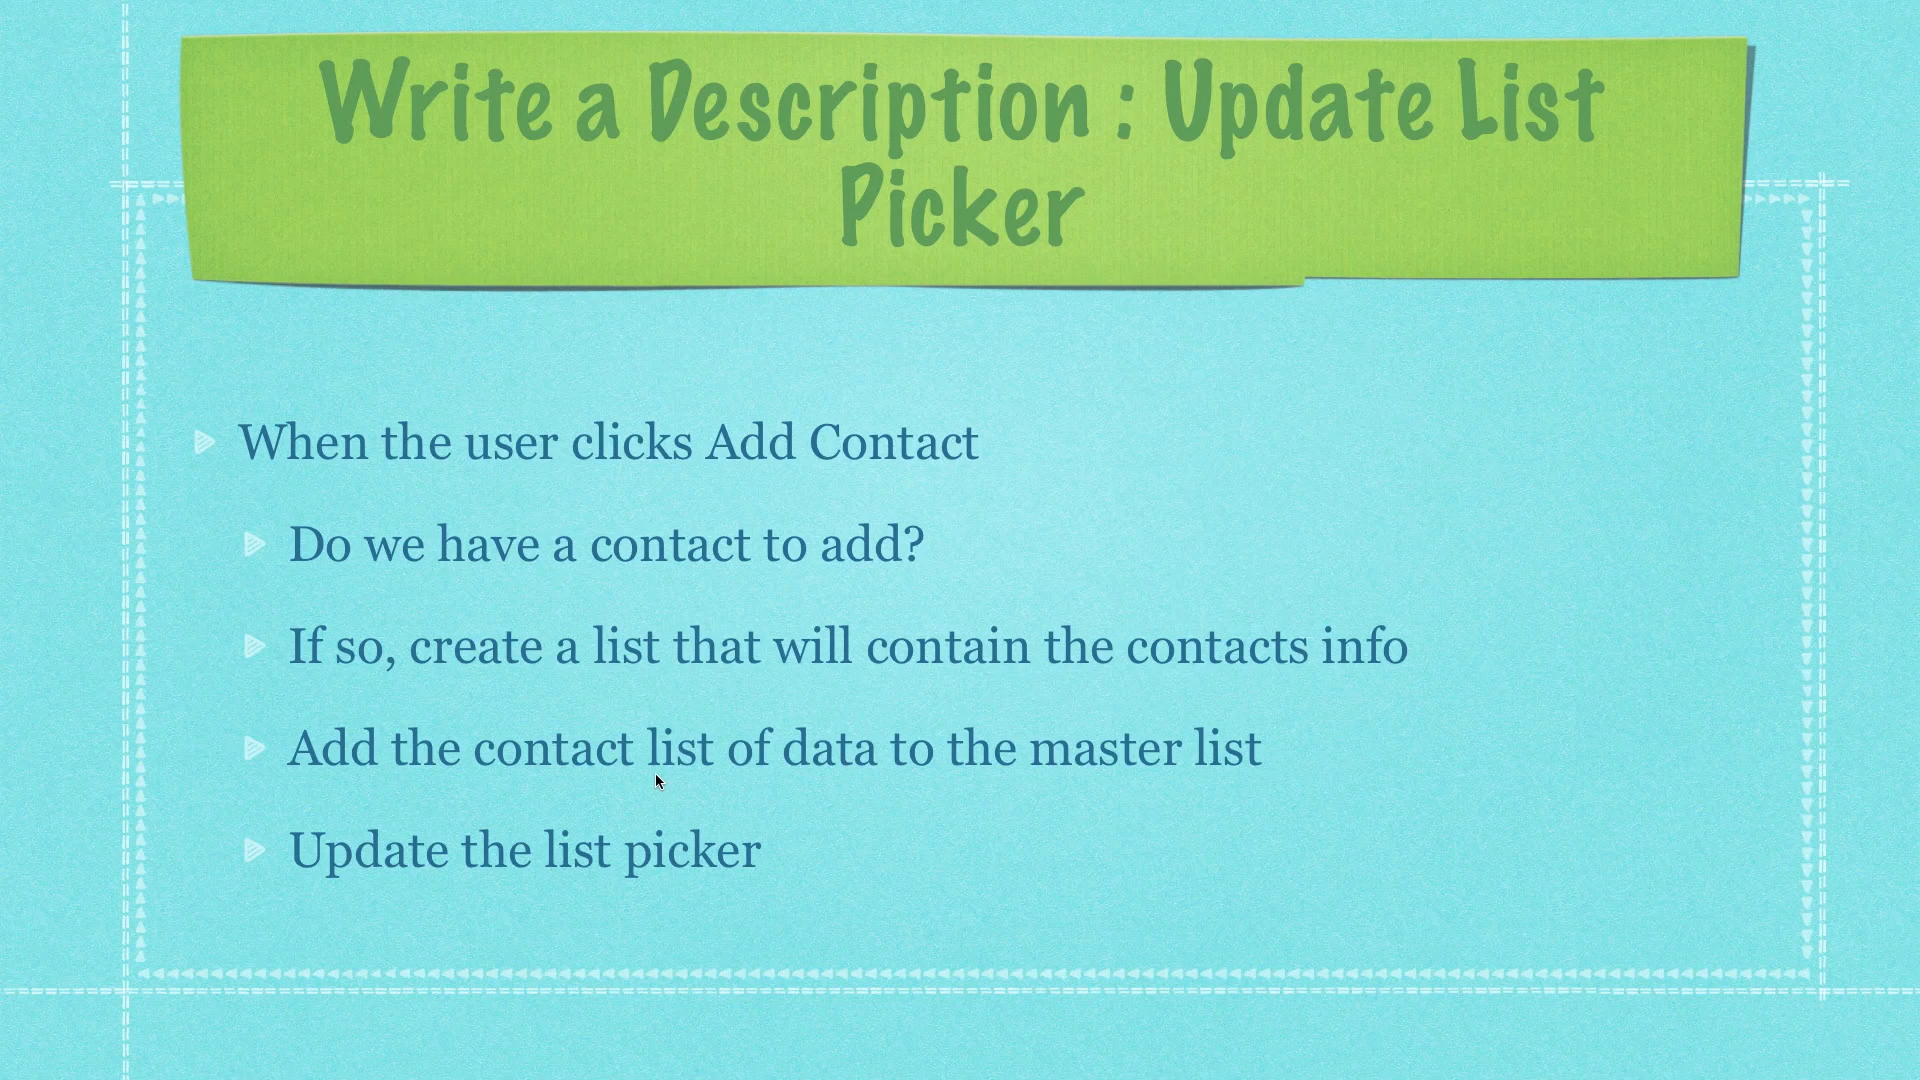 Write a Description : Update List
Picker
When the user clicks Add Contact
Do we have a contact to add?
If so, create a list that will contain the contacts info
Add the contact list of data to the master list
Update the list picker